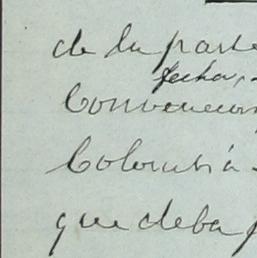 de la parte
fecha,
Convencion
Colombia
que deba